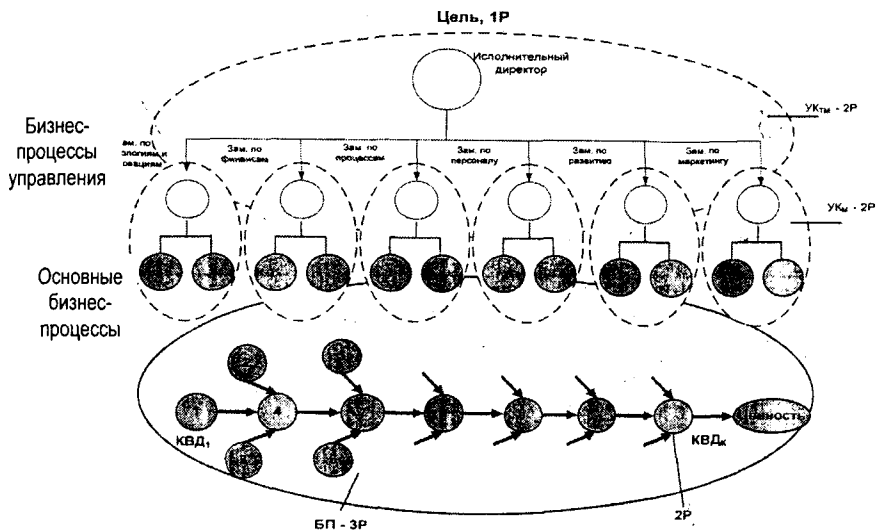 Цель, 1Р
Исполнительный
директор
УКтм - 2Р
Бизнес-
процессы
управления
Зам. по
финансам
Зам. по
процессам
Зам. по
персоналу
Зам. по
развитию
Зам. по
маркетингу
УКм - 2Р
Основные
бизнес-
процессы
КВД1
КВДК
БП - 3Р
2Р